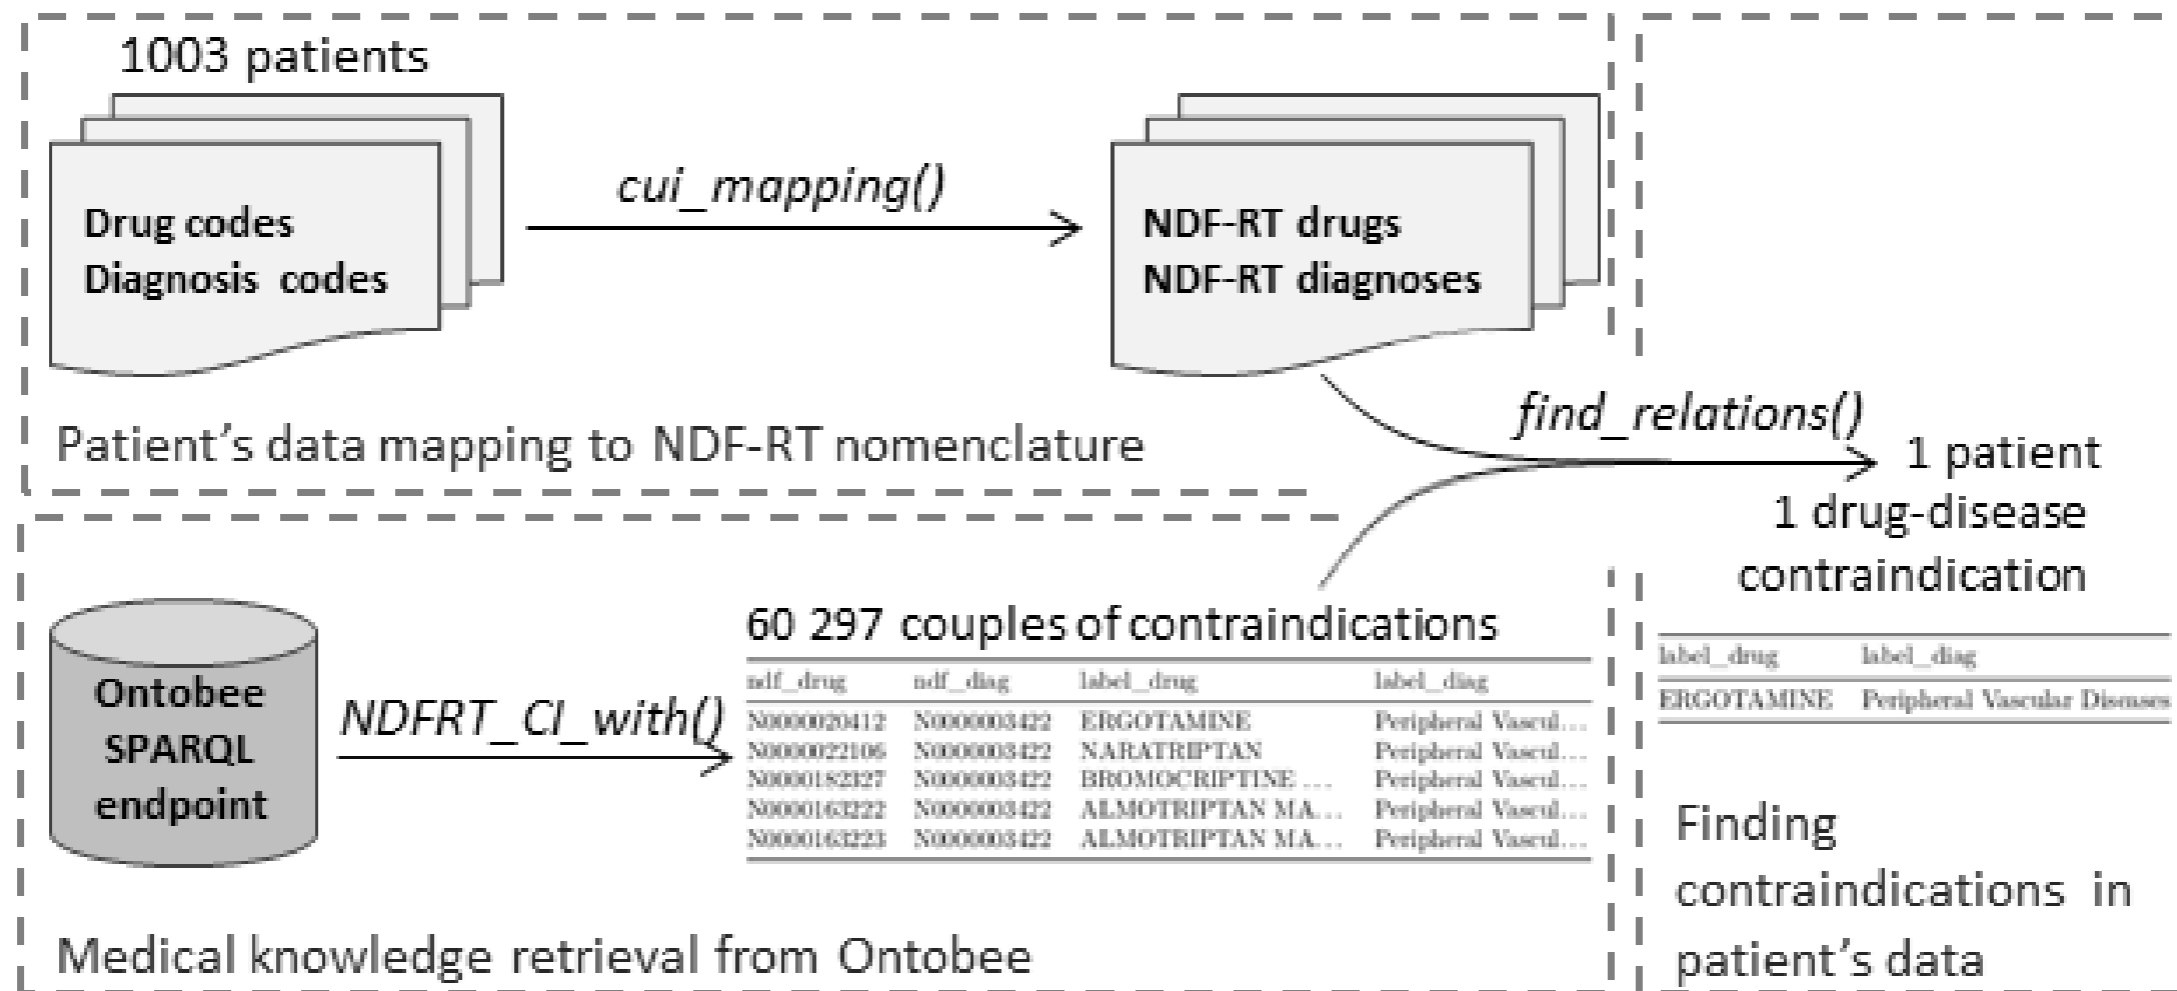 1003 patients
Drug codes
Diagnosis codes
cui_mapping()
NDF-RT drugs
NDF-RT diagnoses
Patient's data mapping to NDF-RT nomenclature
find_relations()
1 patient
1 drug-disease
contraindication
Ontobee
SPARQL
endpoint
NDFRT_CI_with()
60 297 couples of contraindications
ndf_drug ndf_diag label_drug label_diag
N0000020412 N0000003422 ERGOTAMINE Peripheral Vascul...
N0000022106 N0000003422 NARATRIPTAN Peripheral Vascul...
N0000182327 N0000003422 BROMOCRIPTINE ... Peripheral Vascul...
N0000163222 N0000003422 ALMOTRIPTAN MA... Peripheral Vascul...
N0000163223 N0000003422 ALMOTRIPTAN MA... Peripheral Vascul...
Medical knowledge retrieval from Ontobee
label_drug label_diag
ERGOTAMINE Peripheral Vascular Diseases
Finding
contraindications in
patient's data